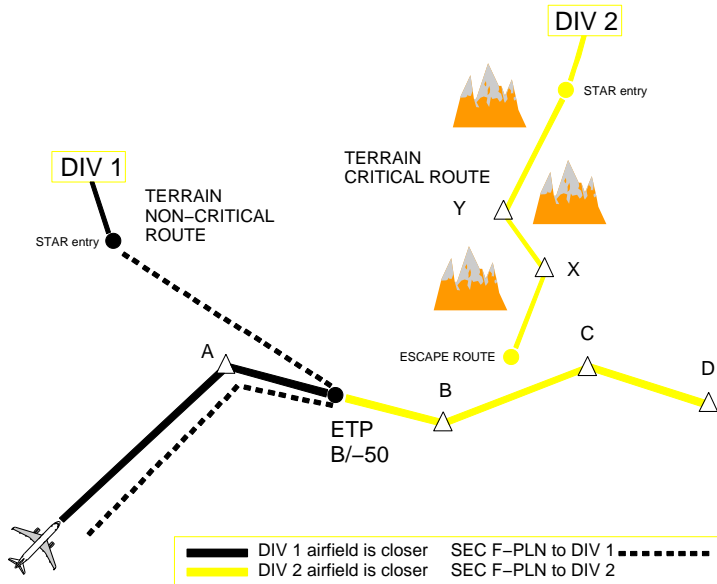 DIV 2
STAR entry
TERRAIN
CRITICAL ROUTE
DIV 1
TERRAIN
NON−CRITICAL
ROUTE
STAR entry
Y
X
ESCAPE ROUTE
A
B
C
D
ETP
B/−50
DIV 1 airfield is closer SEC F−PLN to DIV 1
DIV 2 airfield is closer SEC F−PLN to DIV 2